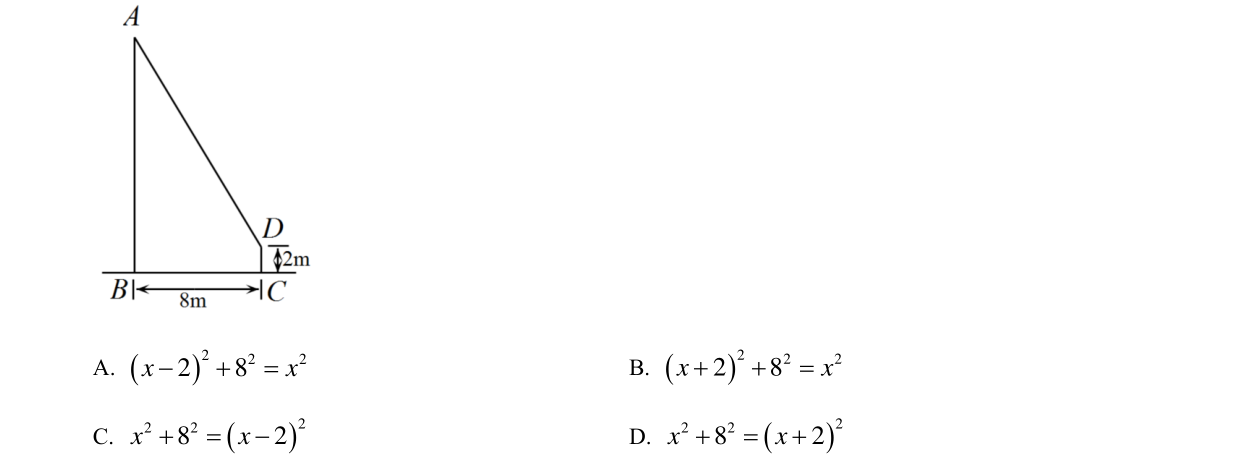 A
D
2m
B
C
8m
A. (x−2)² + 8² = x²
B. (x+2)² + 8² = x²
C. x² + 8² = (x−2)²
D. x² + 8² = (x+2)²